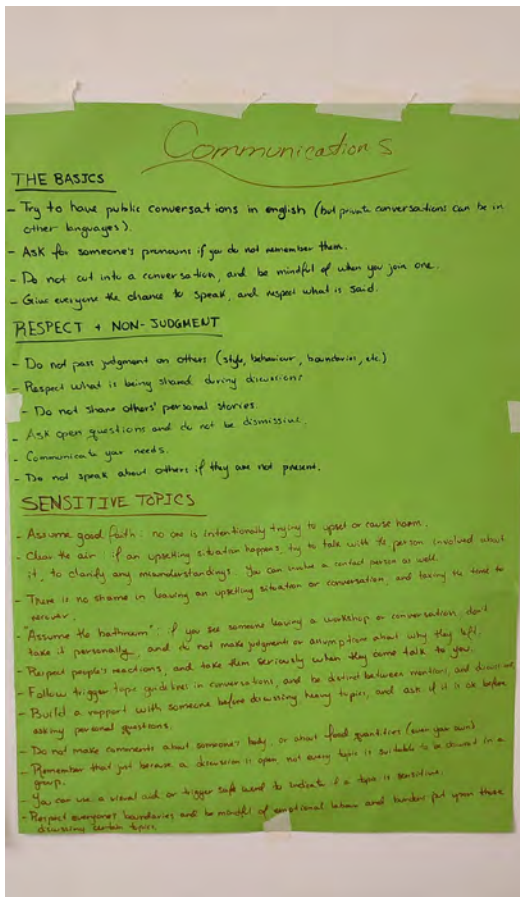 Communications
THE BASICS
- Try to have public conversations in english (but private conversations can be in
other languages).
- Ask for someone's pronouns if you do not remember them.
- Do not cut into a conversation, and be mindful of when you join one.
- Give everyone the chance to speak, and respect what is said.
RESPECT + NON-JUDGMENT
- Do not pass judgment on others (style, behaviour, boundaries, etc.)
- Respect what is being shared during discussions
- Do not share others' personal stories.
- Ask open questions and do not be dismissive.
- Communicate your needs.
- Do not speak about others if they are not present.
SENSITIVE TOPICS
- Assume good faith: no one is intentionally trying to upset or cause harm.
- Clear the air: if an upsetting situation happens, try to talk with the person involved about
it, to clarify any misunderstandings. You can involve a contact person as well.
- There is no shame in leaving an upsetting situation or conversation, and taking the time to
recover.
- "Assume the bathroom": if you see someone leaving a workshop or conversation, don't
take it personally, and do not make judgments or assumptions about why they left.
- Respect people's reactions, and take them seriously when they come talk to you.
- Follow trigger topic guidelines in conversations, and be distinct between mentions, and discussions.
- Build a rapport with someone before discussing heavy topics, and ask if it is ok before
asking personal questions.
- Do not make comments about someone's body, or about food quantities (even your own)
- Remember that just because a discussion is open, not every topic is suitable to be shared in a
group.
- You can use a visual aid or trigger safe word to indicate if a topic is sensitive.
- Respect everyone's boundaries and be mindful of emotional labour and burdens put upon those
discussing certain topics